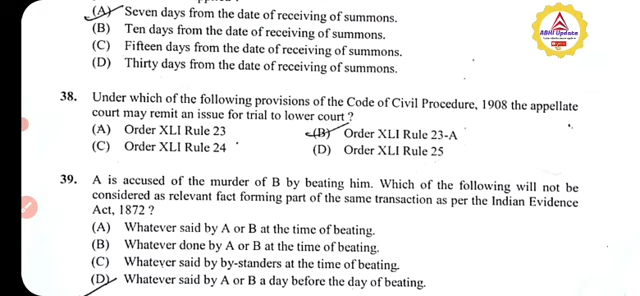 (A) Seven days from the date of receiving of summons.
(B) Ten days from the date of receiving of summons.
(C) Fifteen days from the date of receiving of summons.
(D) Thirty days from the date of receiving of summons.
ABHI Update
38. Under which of the following provisions of the Code of Civil Procedure, 1908 the appellate
court may remit an issue for trial to lower court ?
(A) Order XLI Rule 23 (B) Order XLI Rule 23-A
(C) Order XLI Rule 24 (D) Order XLI Rule 25
39. A is accused of the murder of B by beating him. Which of the following will not be
considered as relevant fact forming part of the same transaction as per the Indian Evidence
Act, 1872 ?
(A) Whatever said by A or B at the time of beating.
(B) Whatever done by A or B at the time of beating.
(C) Whatever said by by-standers at the time of beating.
(D) Whatever said by A or B a day before the day of beating.